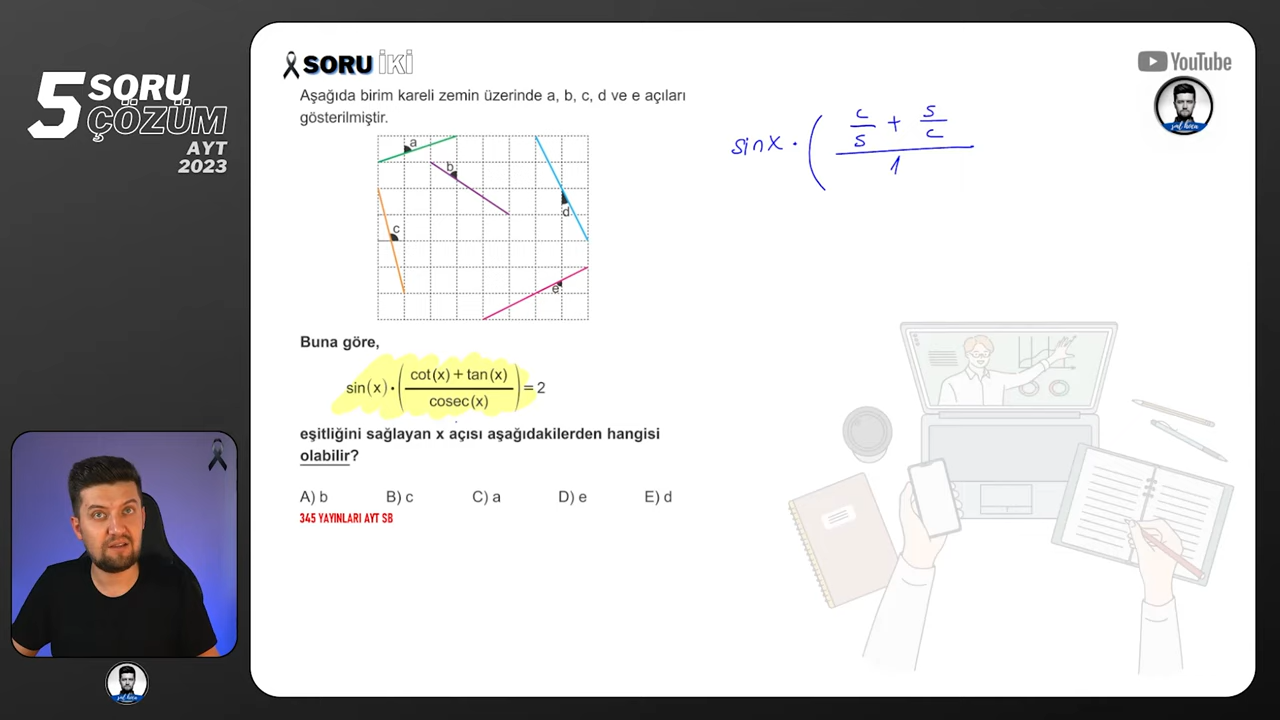 5 SORU
ÇÖZÜM
AYT
2023
SORU İKİ
YouTube
Aşağıda birim kareli zemin üzerinde a, b, c, d ve e açıları
gösterilmiştir.
a
b
c
d
e
sinx · ( c/s + s/c
1
Buna göre,
sin(x) · ( cot(x) + tan(x) / cosec(x) ) = 2
eşitliğini sağlayan x açısı aşağıdakilerden hangisi
olabilir?
A) b B) c C) a D) e E) d
345 YAYINLARI AYT SB